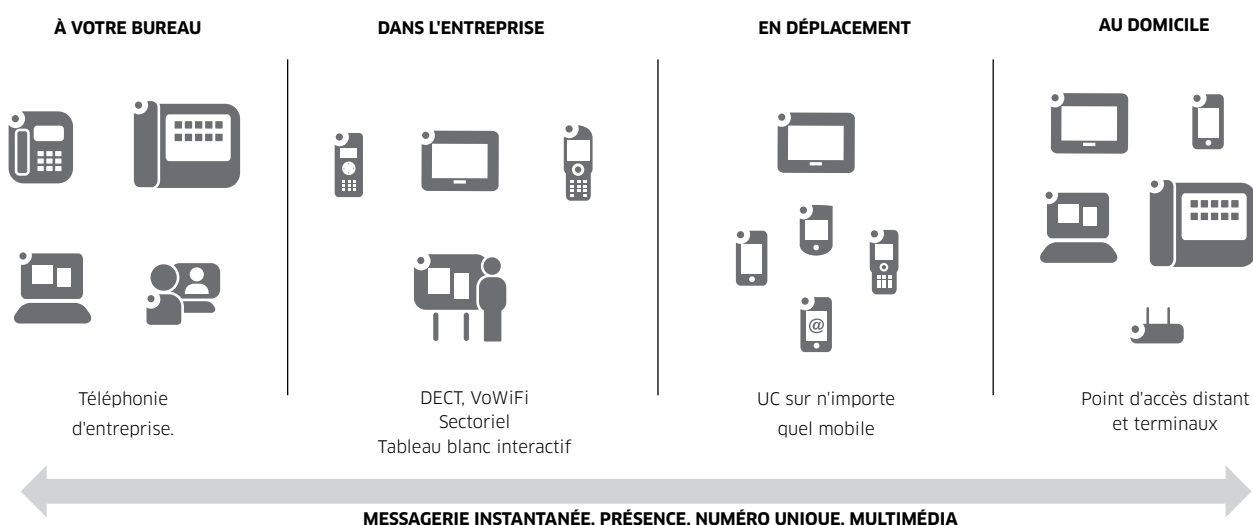 À VOTRE BUREAU
DANS L'ENTREPRISE
EN DÉPLACEMENT
AU DOMICILE
@
Téléphonie
d'entreprise.
DECT, VoWiFi
Sectoriel
Tableau blanc interactif
UC sur n'importe
quel mobile
Point d'accès distant
et terminaux
MESSAGERIE INSTANTANÉE, PRÉSENCE, NUMÉRO UNIQUE, MULTIMÉDIA